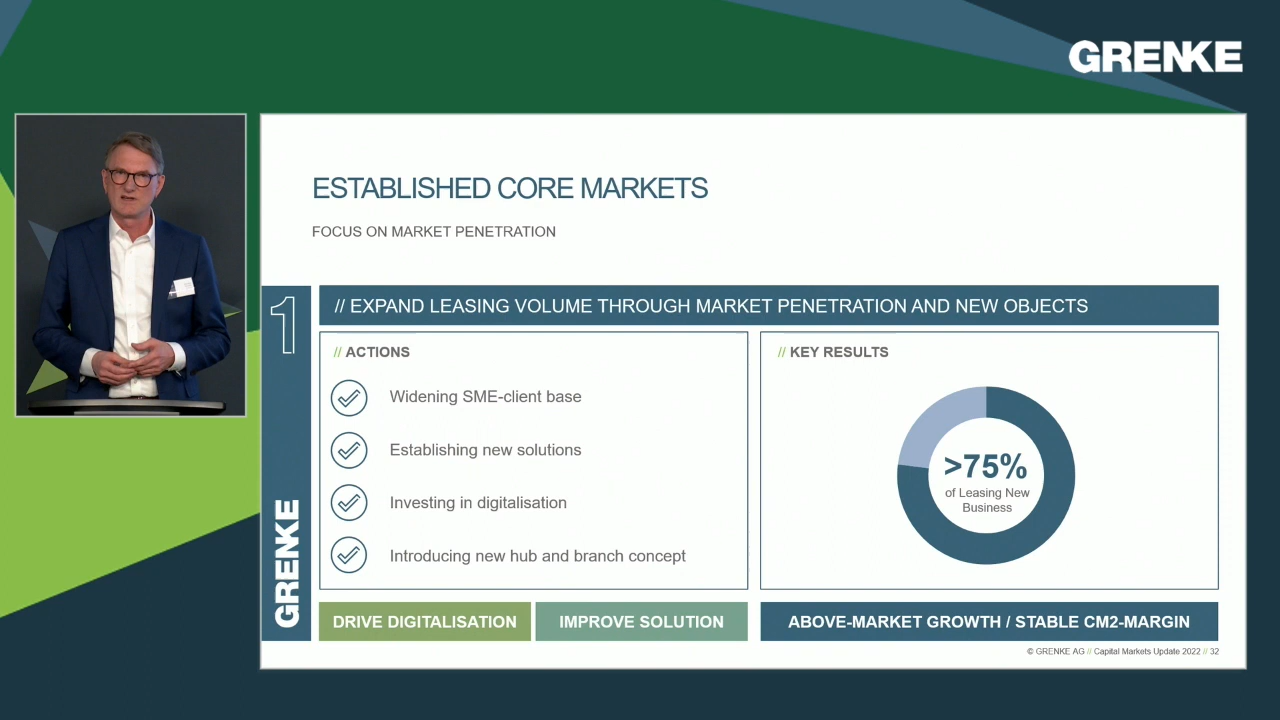 GRENKE
ESTABLISHED CORE MARKETS
FOCUS ON MARKET PENETRATION
1
// EXPAND LEASING VOLUME THROUGH MARKET PENETRATION AND NEW OBJECTS
// ACTIONS
Widening SME-client base
Establishing new solutions
Investing in digitalisation
Introducing new hub and branch concept
// KEY RESULTS
>75%
of Leasing New
Business
GRENKE
DRIVE DIGITALISATION
IMPROVE SOLUTION
ABOVE-MARKET GROWTH / STABLE CM2-MARGIN
© GRENKE AG // Capital Markets Update 2022 // 32